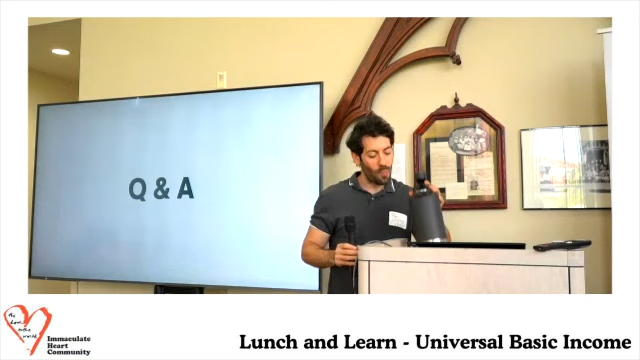 Q & A
Immaculate
Heart
Community
Lunch and Learn - Universal Basic Income